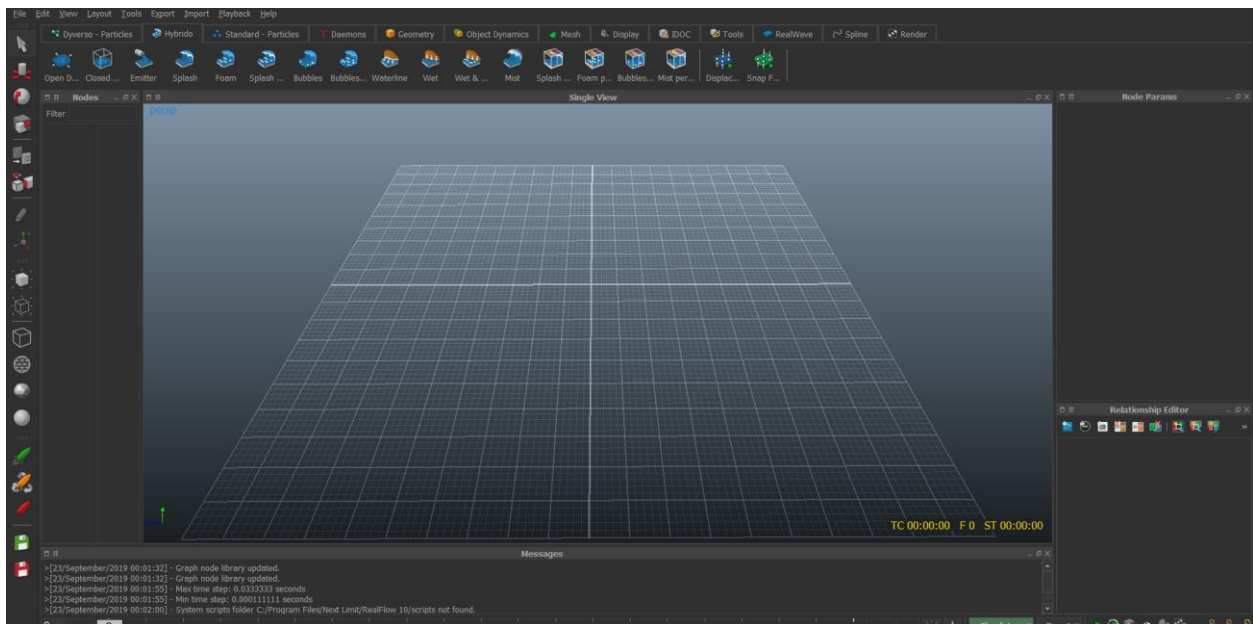 File Edit View Layout Tools Export Import Playback Help
Dyverso - Particles Hybrido Standard - Particles Daemons Geometry Object Dynamics Mesh Display IDOC Tools RealWave Spline Render
Open D... Closed ... Emitter Splash Foam Splash ... Bubbles Bubbles... Waterline Wet Wet & ... Mist Splash ... Foam p... Bubbles... Mist per... Displac... Snap F...
Nodes Single View Node Params
Filter persp
Relationship Editor
TC 00:00:00 F 0 ST 00:00:00
Messages
>[23/September/2019 00:01:32] - Graph node library updated.
>[23/September/2019 00:01:32] - Graph node library updated.
>[23/September/2019 00:01:55] - Max time step: 0.0333333 seconds
>[23/September/2019 00:01:55] - Min time step: 0.000111111 seconds
>[23/September/2019 00:02:00] - System scripts folder C:/Program Files/Next Limit/RealFlow 10/scripts not found.